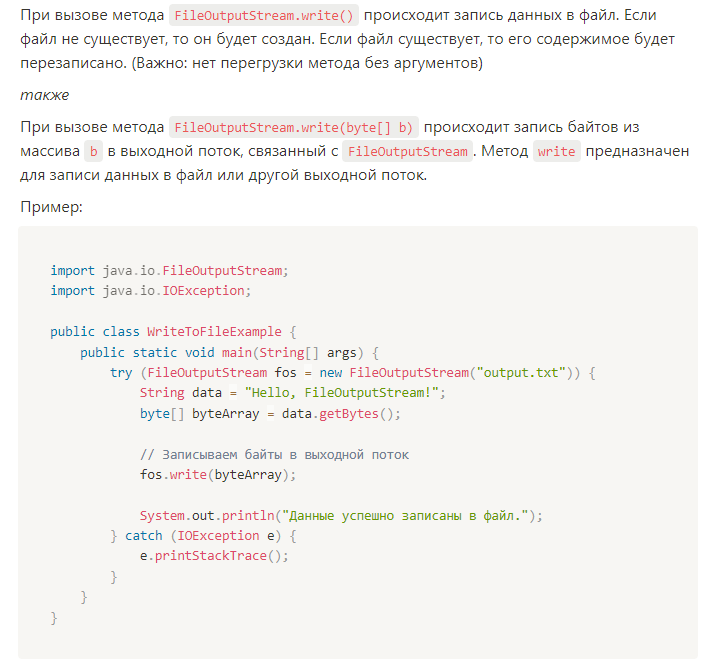 При вызове метода FileOutputStream.write() происходит запись данных в файл. Если
файл не существует, то он будет создан. Если файл существует, то его содержимое будет
перезаписано. (Важно: нет перегрузки метода без аргументов)
также
При вызове метода FileOutputStream.write(byte[] b) происходит запись байтов из
массива b в выходной поток, связанный с FileOutputStream. Метод write предназначен
для записи данных в файл или другой выходной поток.
Пример:
import java.io.FileOutputStream;
import java.io.IOException;
public class WriteToFileExample {
    public static void main(String[] args) {
        try (FileOutputStream fos = new FileOutputStream("output.txt")) {
            String data = "Hello, FileOutputStream!";
            byte[] byteArray = data.getBytes();
            // Записываем байты в выходной поток
            fos.write(byteArray);
            System.out.println("Данные успешно записаны в файл.");
        } catch (IOException e) {
            e.printStackTrace();
        }
    }
}